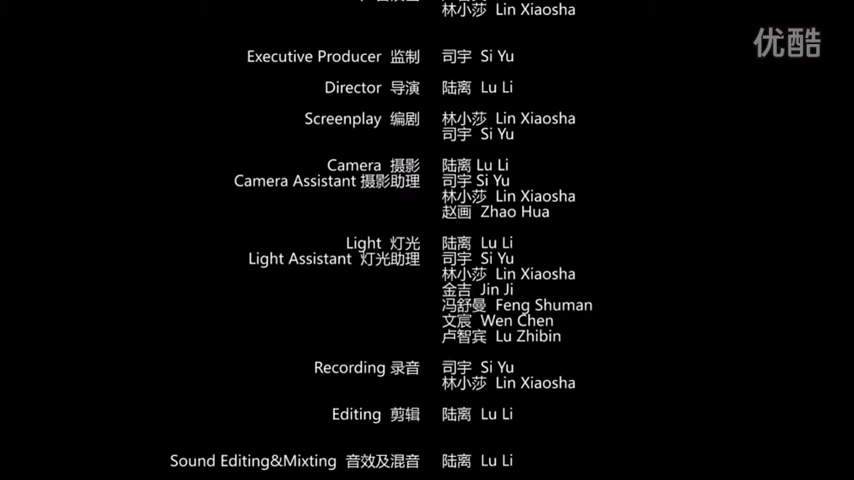 林小莎 Lin Xiaosha
优酷
Executive Producer 监制 司宇 Si Yu
Director 导演 陆离 Lu Li
Screenplay 编剧 林小莎 Lin Xiaosha
司宇 Si Yu
Camera 摄影 陆离 Lu Li
Camera Assistant 摄影助理 司宇 Si Yu
林小莎 Lin Xiaosha
赵画 Zhao Hua
Light 灯光 陆离 Lu Li
Light Assistant 灯光助理 司宇 Si Yu
林小莎 Lin Xiaosha
金吉 Jin Ji
冯舒曼 Feng Shuman
文宸 Wen Chen
卢智宾 Lu Zhibin
Recording 录音 司宇 Si Yu
林小莎 Lin Xiaosha
Editing 剪辑 陆离 Lu Li
Sound Editing&Mixting 音效及混音 陆离 Lu Li